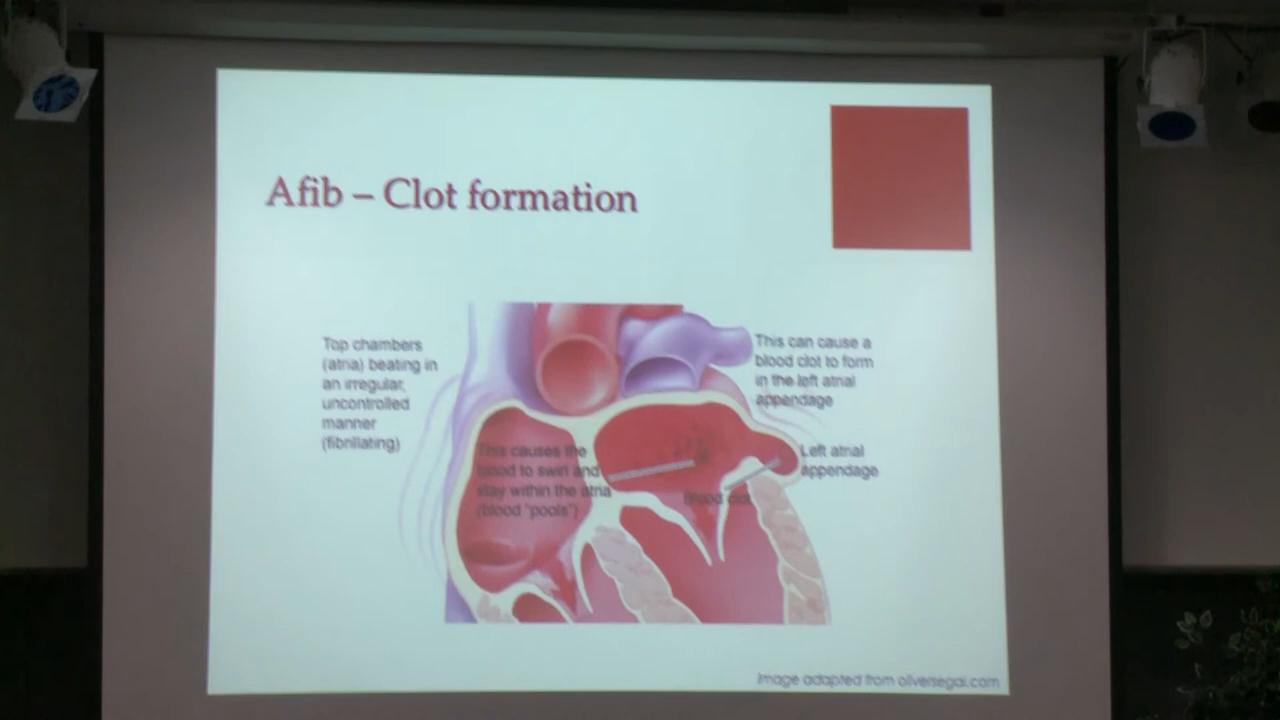 Afib – Clot formation
Top chambers
(atria) beating in
an irregular,
uncontrolled
manner
(fibrillating)
This causes the
blood to swirl and
stay within the atria
(blood "pools")
This can cause a
blood clot to form
in the left atrial
appendage
Left atrial
appendage
Blood clot
Image adapted from oliversegal.com